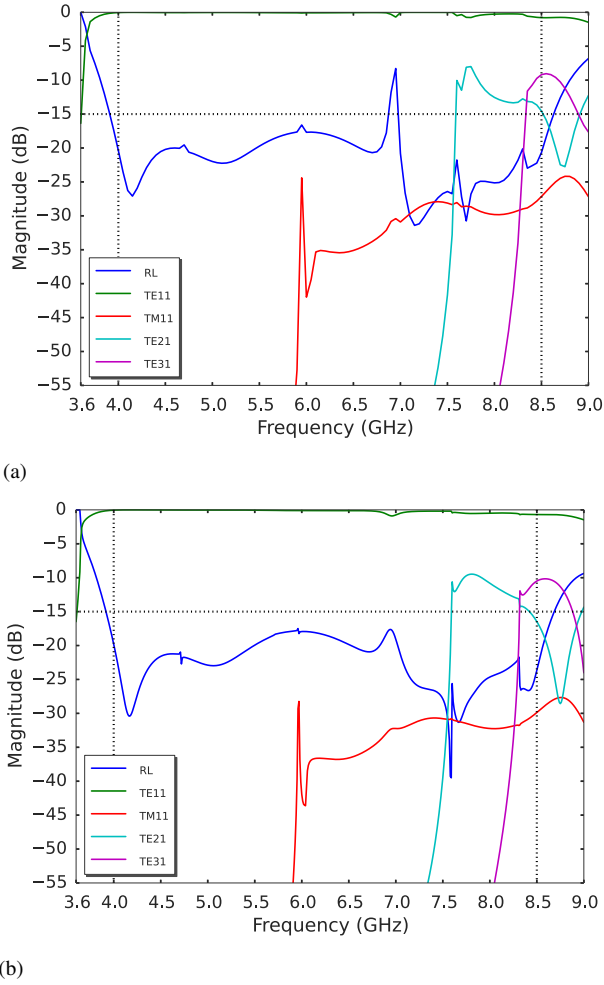 0
−5
−10
−15
−20
−25
−30
−35
−40
−45
−50
−55
Magnitude (dB)
RL
TE11
TM11
TE21
TE31
3.6 4.0 4.5 5.0 5.5 6.0 6.5 7.0 7.5 8.0 8.5 9.0
Frequency (GHz)
(a)
0
−5
−10
−15
−20
−25
−30
−35
−40
−45
−50
−55
Magnitude (dB)
RL
TE11
TM11
TE21
TE31
3.6 4.0 4.5 5.0 5.5 6.0 6.5 7.0 7.5 8.0 8.5 9.0
Frequency (GHz)
(b)